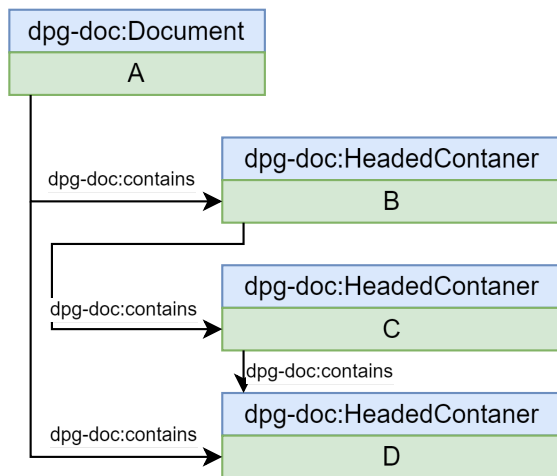 dpg-doc:Document
A
dpg-doc:HeadedContaner
dpg-doc:contains
B
dpg-doc:HeadedContaner
dpg-doc:contains
C
dpg-doc:contains
dpg-doc:HeadedContaner
dpg-doc:contains
D